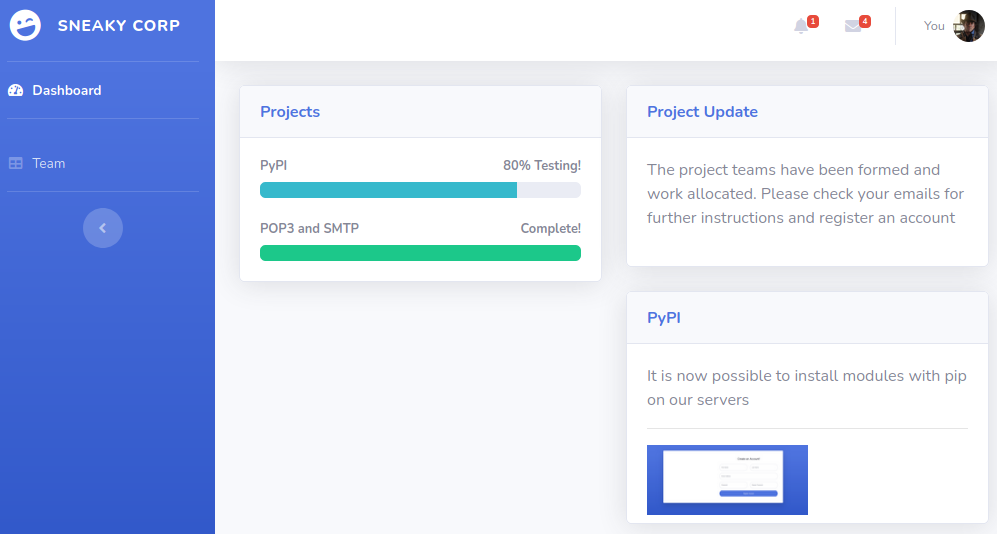 SNEAKY CORP
1
4
You
Dashboard
Team
Projects
PyPI
80% Testing!
POP3 and SMTP
Complete!
Project Update
The project teams have been formed and
work allocated. Please check your emails for
further instructions and register an account
PyPI
It is now possible to install modules with pip
on our servers